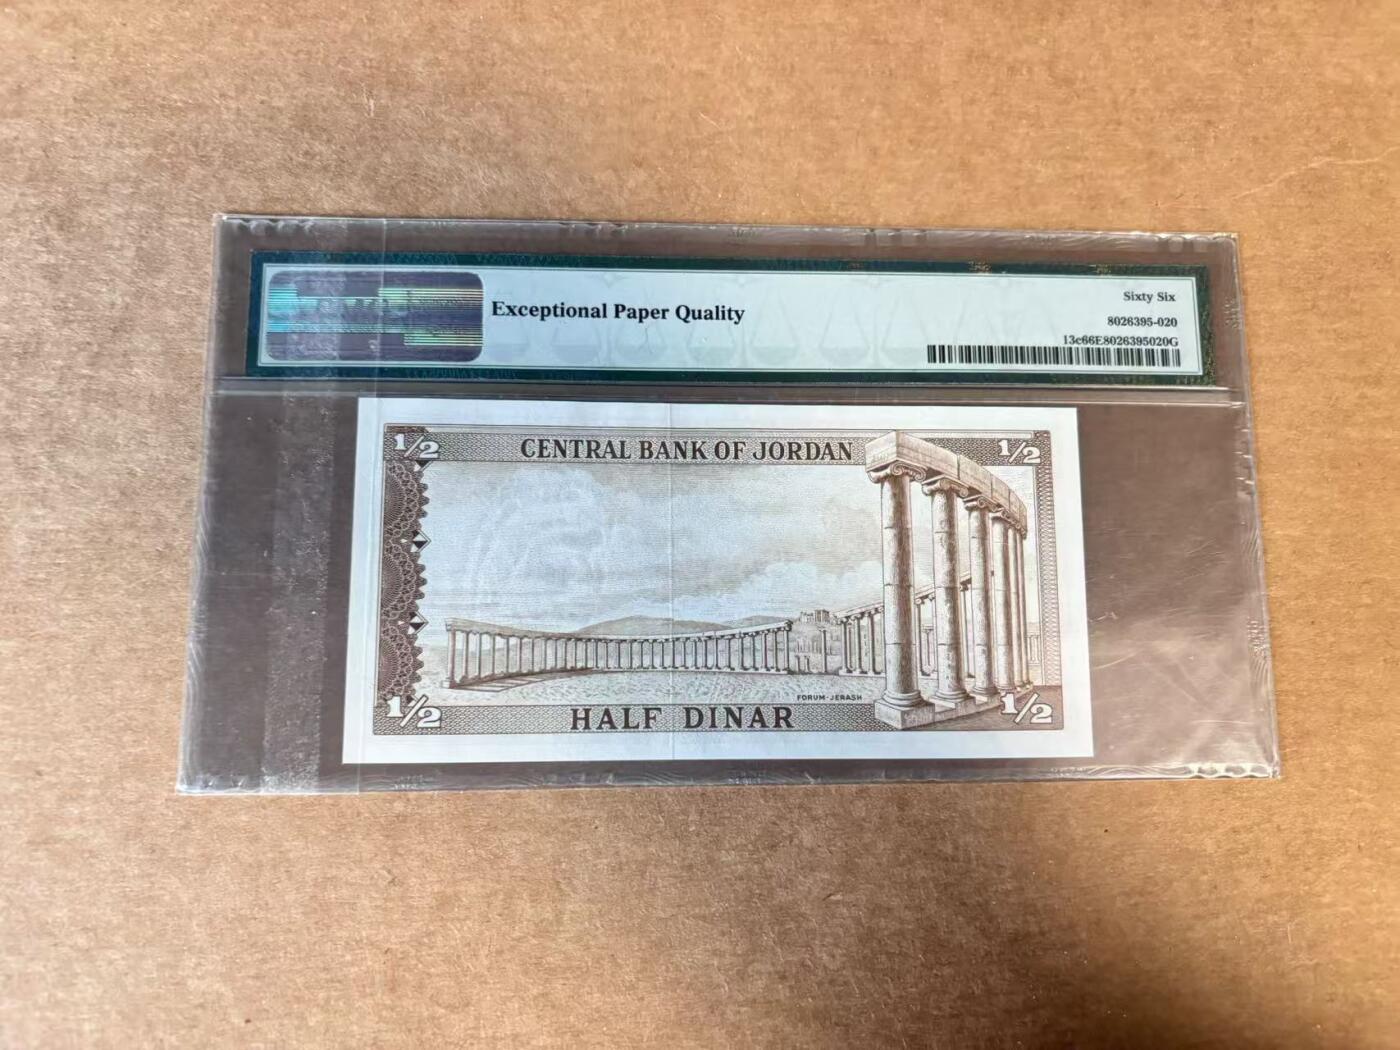 Exceptional Paper Quality
Sixty Six
8026395-020
13c66E8026395020G
1/2
CENTRAL BANK OF JORDAN
1/2
FORUM-JERASH
1/2
HALF DINAR
1/2